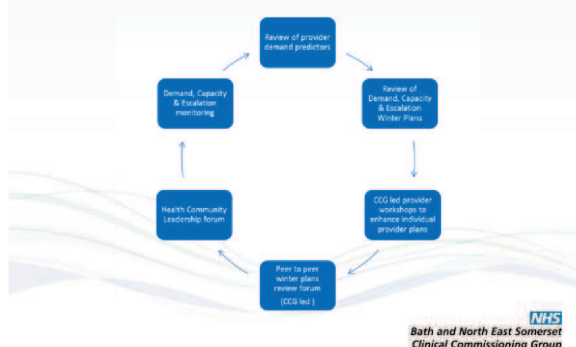 Review of provider
demand predictors
Review of
Demand, Capacity
& Escalation
Winter Plans
CCG led provider
workshops to
enhance individual
provider plans
Peer to peer
winter plans
review forum
(CCG led )
Health Community
Leadership forum
Demand, Capacity
& Escalation
monitoring
NHS
Bath and North East Somerset
Clinical Commissioning Group